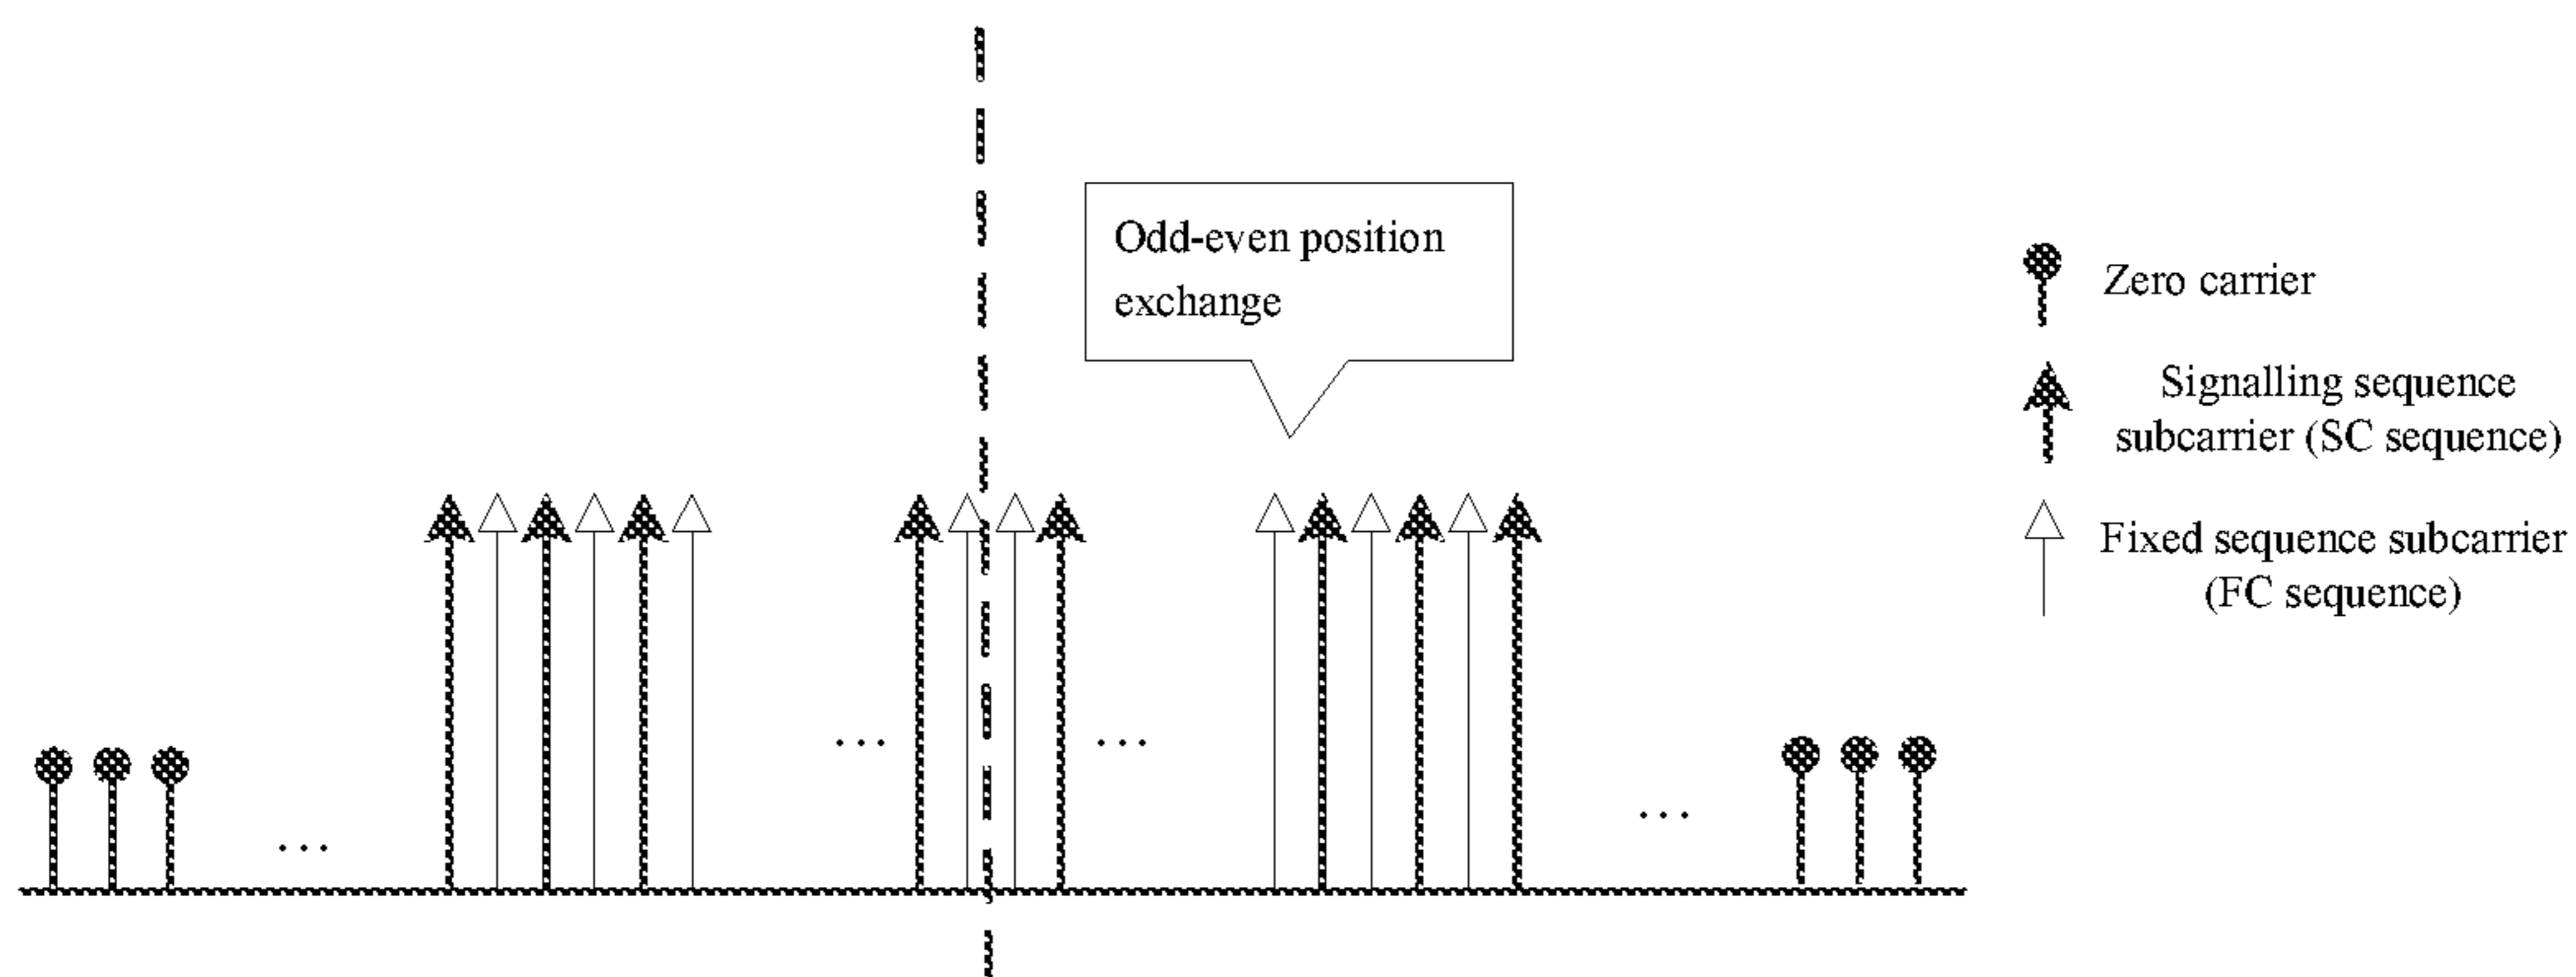 Odd-even position
exchange
Zero carrier
Signalling sequence
subcarrier (SC sequence)
Fixed sequence subcarrier
(FC sequence)
...
...
...
...